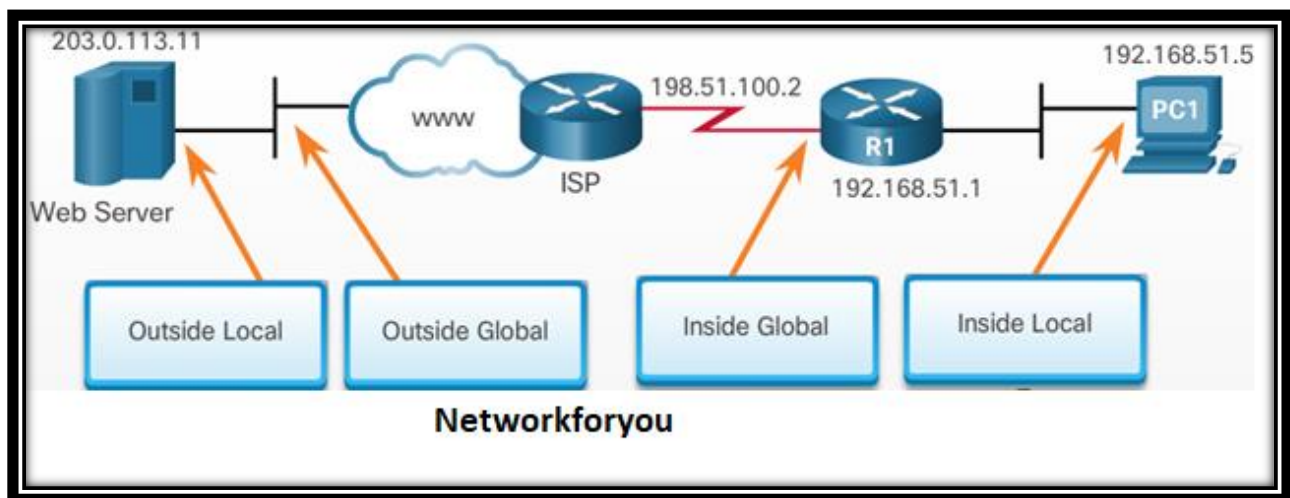 203.0.113.11
192.168.51.5
198.51.100.2
www
PC1
R1
ISP
192.168.51.1
Web Server
Outside Local
Outside Global
Inside Global
Inside Local
Networkforyou